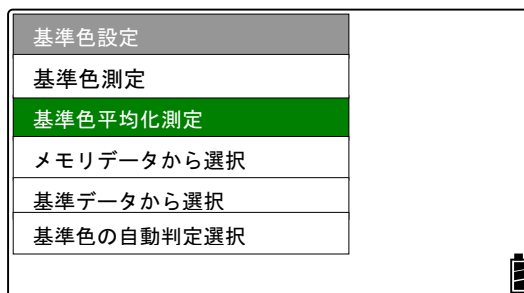 基準色設定
基準色測定
基準色平均化測定
メモリデータから選択
基準データから選択
基準色の自動判定選択